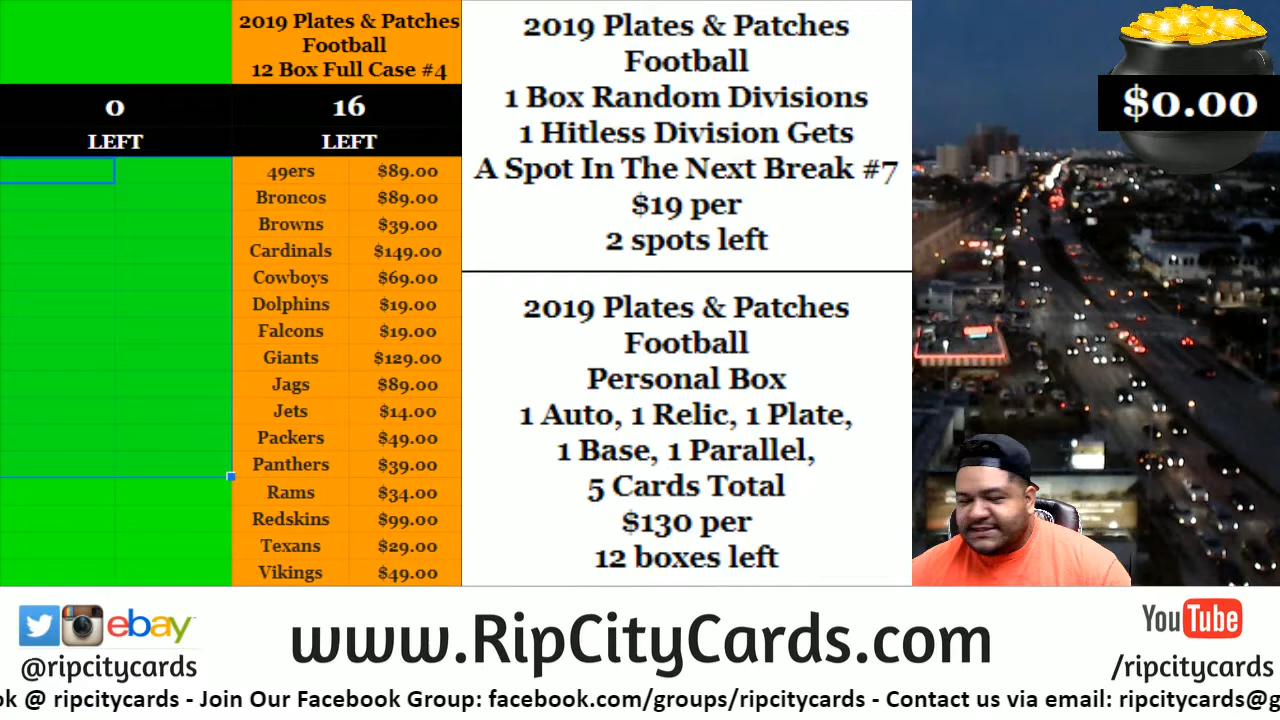 2019 Plates & Patches
Football
12 Box Full Case #4
0
LEFT
16
LEFT
49ers $89.00
Broncos $89.00
Browns $39.00
Cardinals $149.00
Cowboys $69.00
Dolphins $19.00
Falcons $19.00
Giants $129.00
Jags $89.00
Jets $14.00
Packers $49.00
Panthers $39.00
Rams $34.00
Redskins $99.00
Texans $29.00
Vikings $49.00
2019 Plates & Patches
Football
1 Box Random Divisions
1 Hitless Division Gets
A Spot In The Next Break #7
$19 per
2 spots left
2019 Plates & Patches
Football
Personal Box
1 Auto, 1 Relic, 1 Plate,
1 Base, 1 Parallel,
5 Cards Total
$130 per
12 boxes left
$0.00
ebay
@ripcitycards
www.RipCityCards.com
YouTube
/ripcitycards
ok @ ripcitycards - Join Our Facebook Group: facebook.com/groups/ripcitycards - Contact us via email: ripcitycards@g